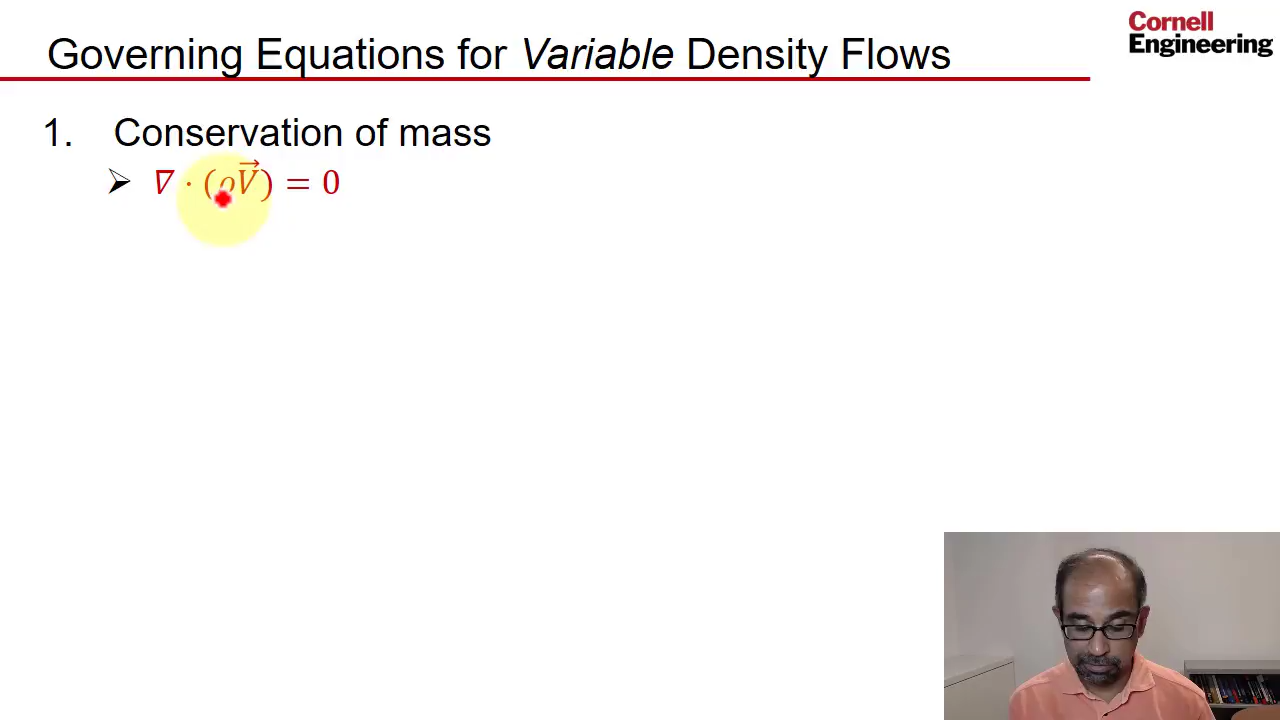 Cornell
Engineering
Governing Equations for Variable Density Flows
1. Conservation of mass
➢ ∇ · (ρV⃗) = 0